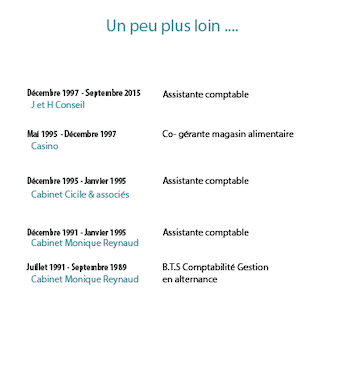 Un peu plus loin ....
Décembre 1997 - Septembre 2015 Assistante comptable
J et H Conseil
Mai 1995 - Décembre 1997 Co- gérante magasin alimentaire
Casino
Décembre 1995 - Janvier 1995 Assistante comptable
Cabinet Cicile & associés
Décembre 1991 - Janvier 1995 Assistante comptable
Cabinet Monique Reynaud
Juillet 1991 - Septembre 1989 B.T.S Comptabilité Gestion
Cabinet Monique Reynaud en alternance